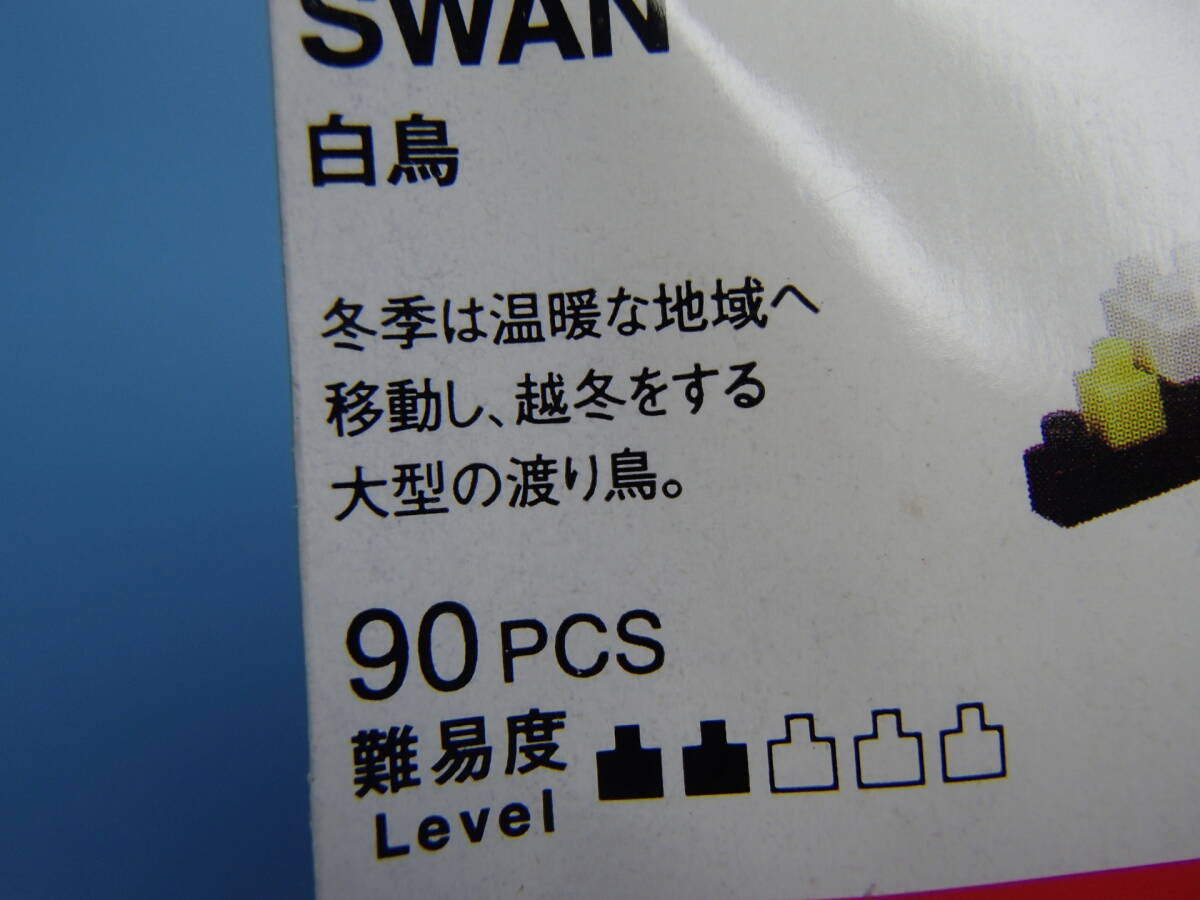 SWAN
白鳥
冬季は温暖な地域へ
移動し、越冬をする
大型の渡り鳥。
90 PCS
難易度
Level